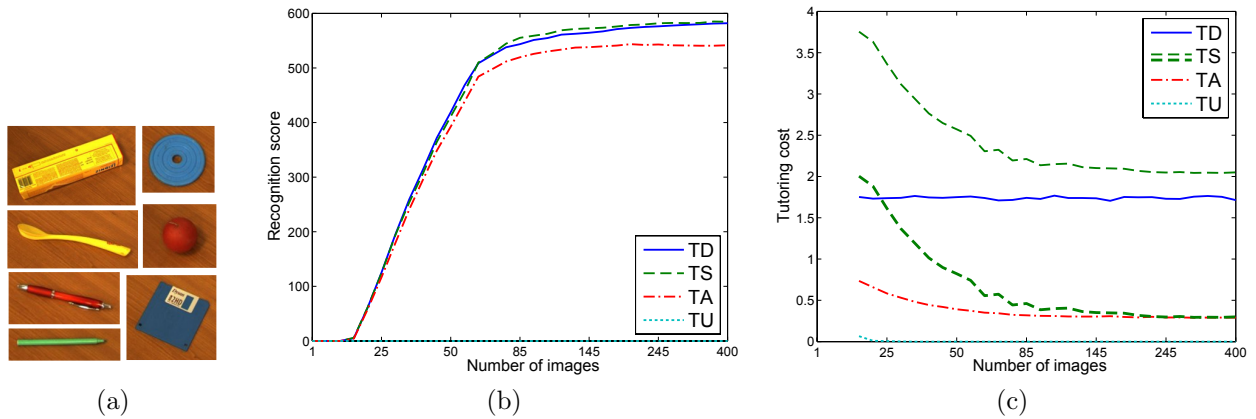 (a)
Recognition score
600
500
400
300
200
100
0
1 25 50 85 145 245 400
Number of images
TD
TS
TA
TU
(b)
Tutoring cost
4
3.5
3
2.5
2
1.5
1
0.5
0
1 25 50 85 145 245 400
Number of images
TD
TS
TA
TU
(c)